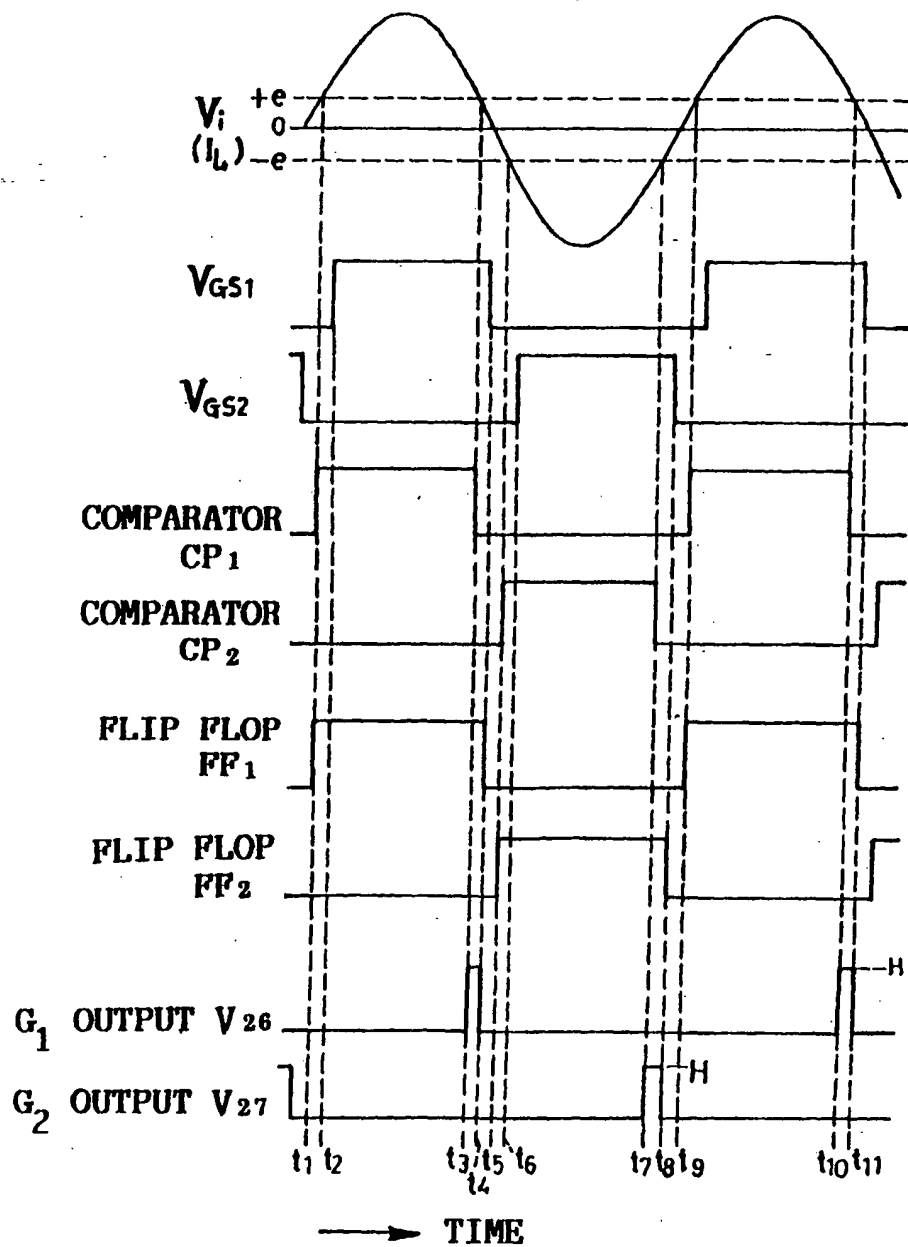 +e
Vi
0
(IL)
-e
VGS1
VGS2
COMPARATOR
CP1
COMPARATOR
CP2
FLIP FLOP
FF1
FLIP FLOP
FF2
H
G1 OUTPUT V26
H
G2 OUTPUT V27
t1 t2 t3 t4 t5 t6 t7 t8 t9 t10 t11
TIME